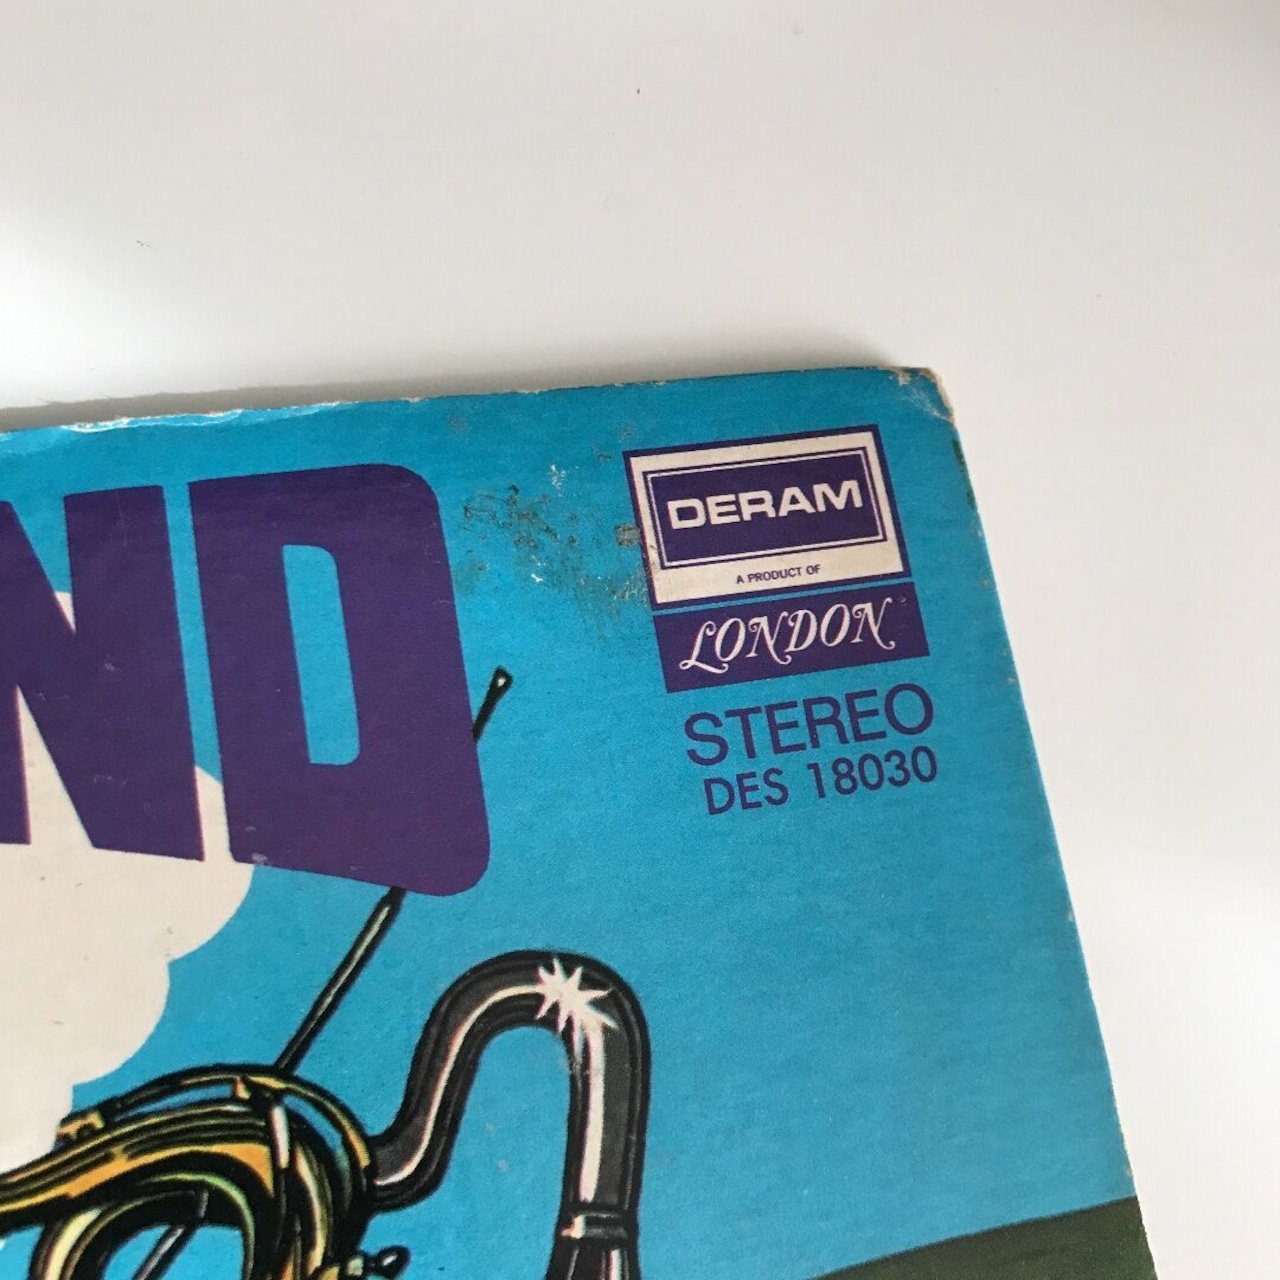 ND
DERAM
A PRODUCT OF
LONDON
STEREO
DES 18030